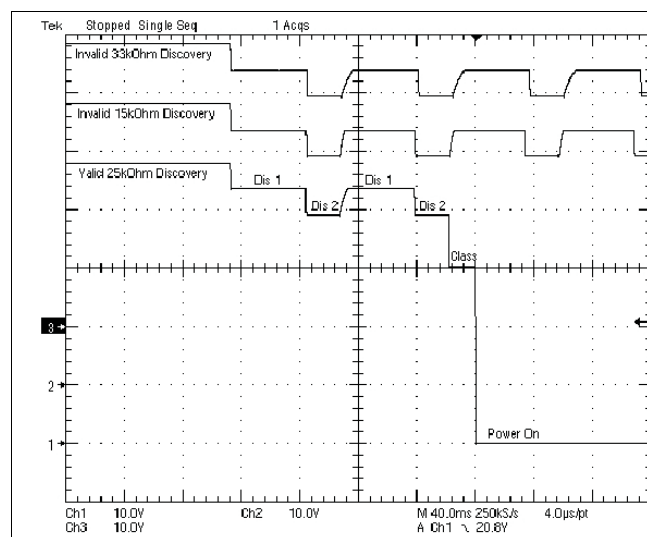 Tek Stopped Single Seq 1 Acqs
Invalid 33kOhm Discovery
Invalid 15kOhm Discovery
Valid 25kOhm Discovery
Dis 1 Dis 1
Dis 2 Dis 2
Class
3
2
1
Power On
Ch1 10.0V Ch2 10.0V M 40.0ms 250kS/s 4.0µs/pt
Ch3 10.0V A Ch1 ↘ 20.8V